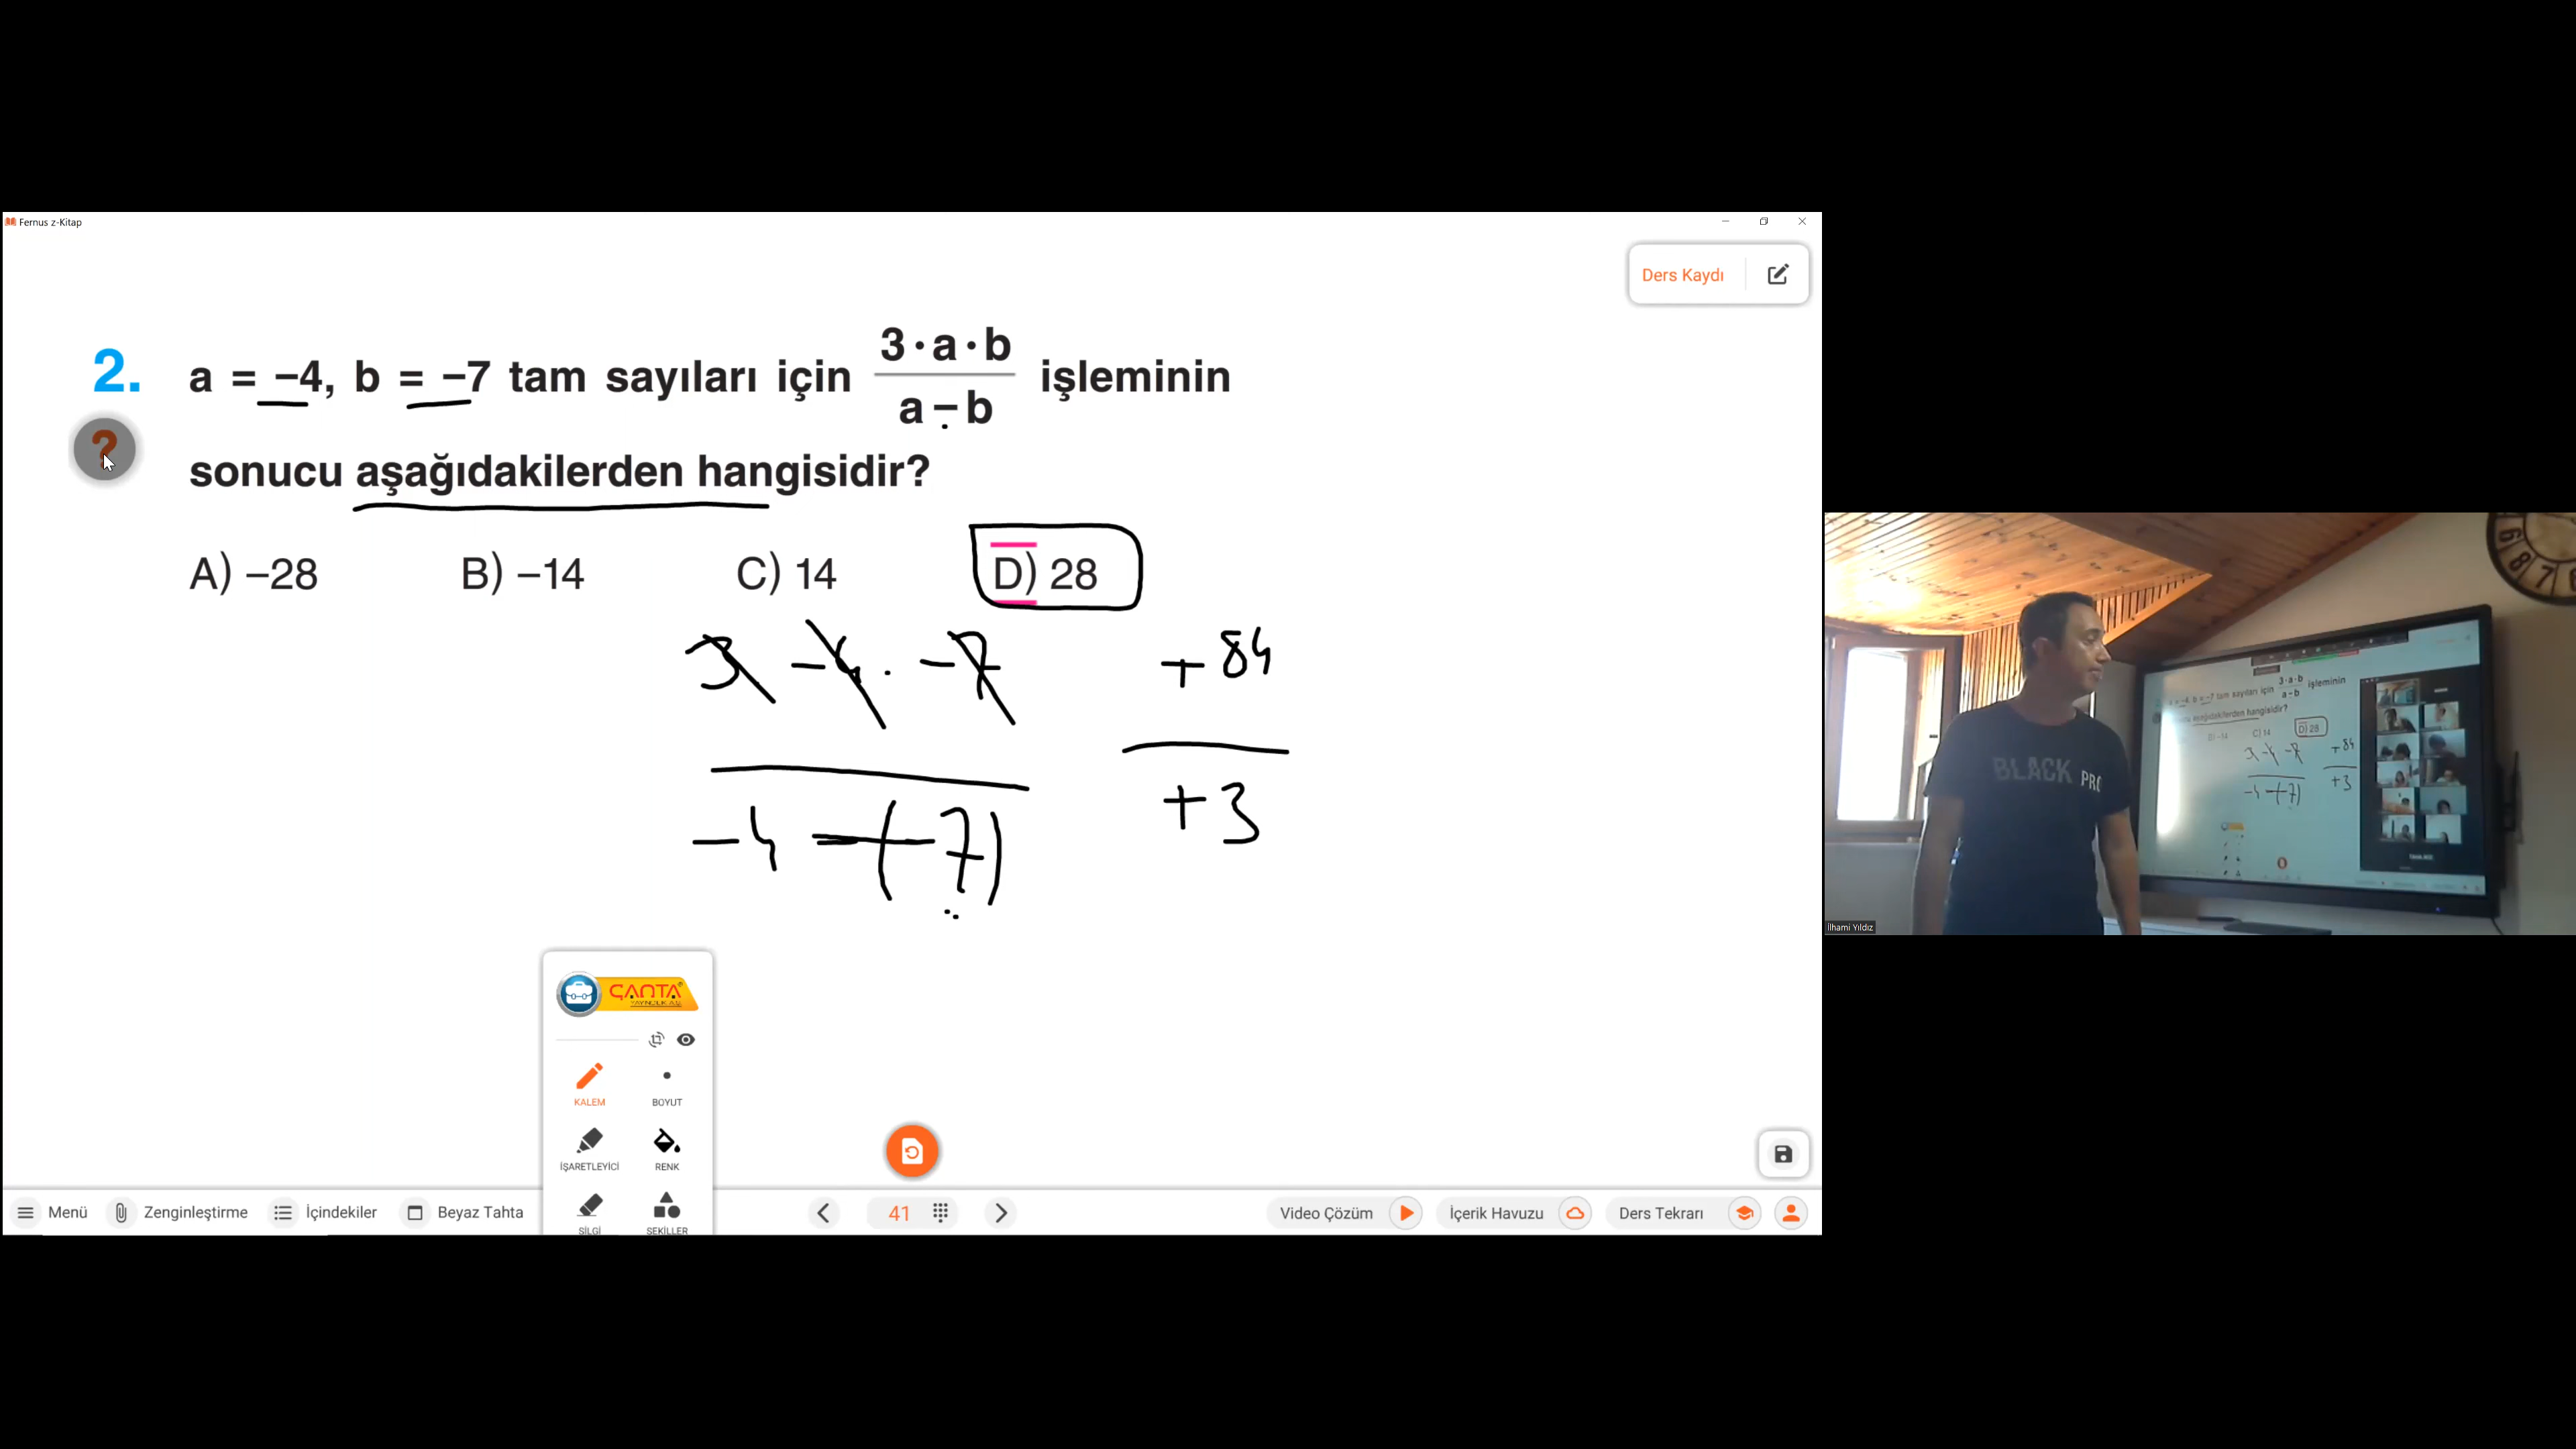 Fernus z-Kitap
Ders Kaydı
2. a = −4, b = −7 tam sayıları için 3·a·b / a−b işleminin
sonucu aşağıdakilerden hangisidir?
A) −28 B) −14 C) 14 D) 28
3 −4 · −7 +84
−4 −(−7) +3
ÇANTA
KALEM BOYUT
İŞARETLEYİCİ RENK
SİLGİ ŞEKİLLER
Menü Zenginleştirme İçindekiler Beyaz Tahta 41 Video Çözüm İçerik Havuzu Ders Tekrarı
BLACK PRO
İlhami Yıldız